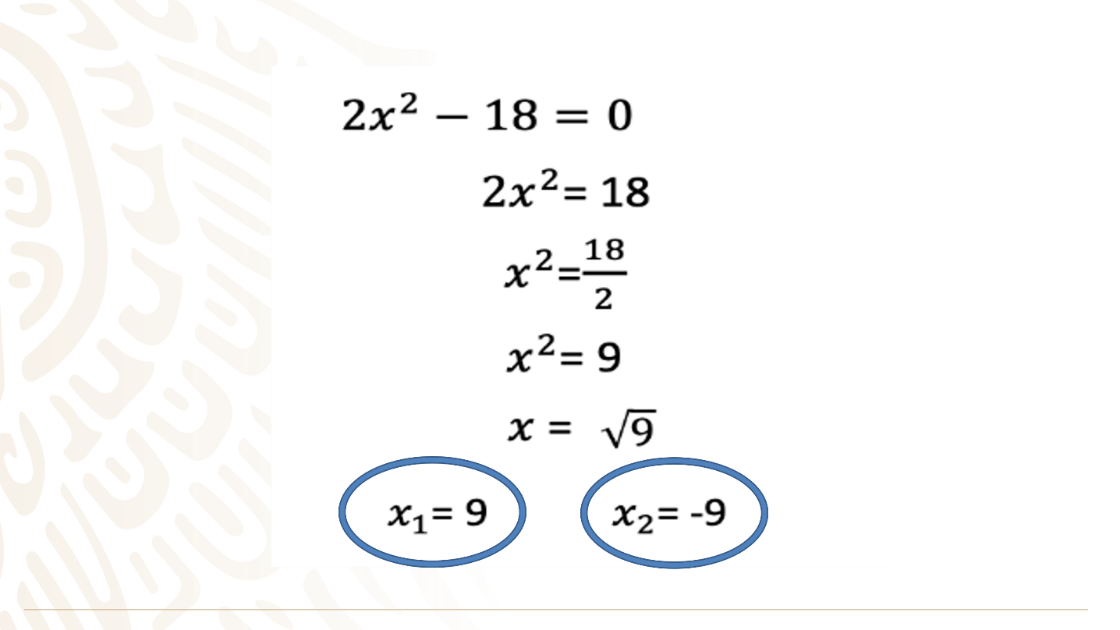 2x² − 18 = 0
2x²= 18
x²=18/2
x²= 9
x = √9
x₁= 9 x₂= -9